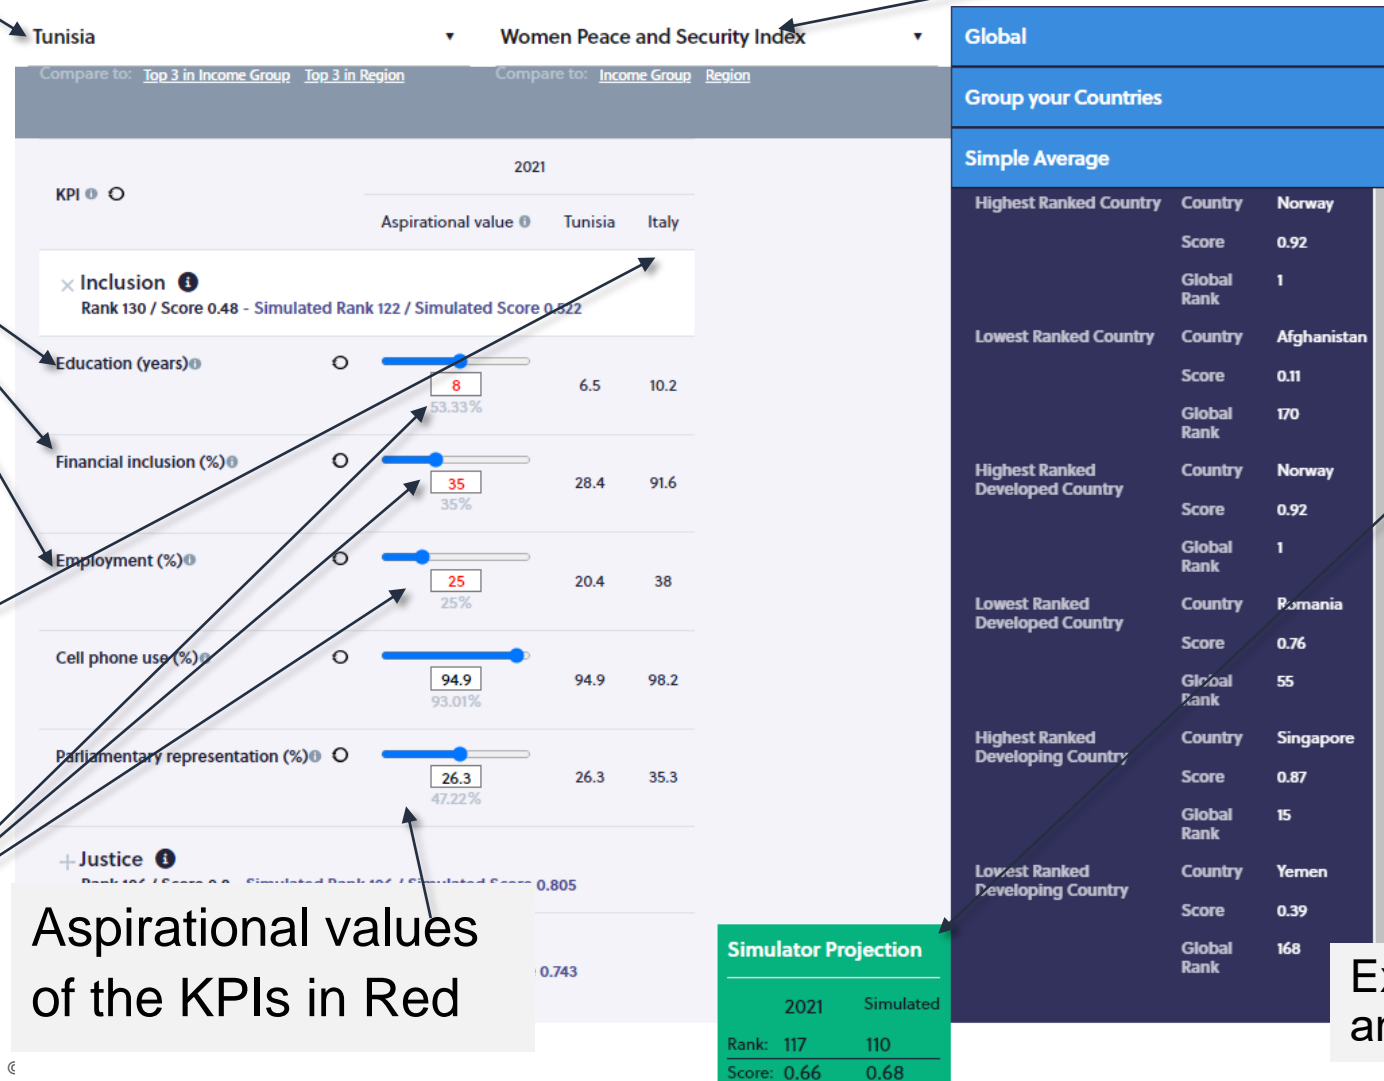 Tunisia
Women Peace and Security Index
Compare to: Top 3 in Income Group Top 3 in Region
Compare to: Income Group Region
KPI
2021
Aspirational value Tunisia Italy
Inclusion
Rank 130 / Score 0.48 - Simulated Rank 122 / Simulated Score 0.522
Education (years)
8
53.33%
6.5 10.2
Financial inclusion (%)
35
35%
28.4 91.6
Employment (%)
25
25%
20.4 38
Cell phone use (%)
94.9
93.01%
94.9 98.2
Parliamentary representation (%)
26.3
47.22%
26.3 35.3
Justice
0.805
0.743
Aspirational values
of the KPIs in Red
Simulator Projection
2021 Simulated
Rank: 117 110
Score: 0.66 0.68
Global
Group your Countries
Simple Average
Highest Ranked Country Country Norway
Score 0.92
Global
Rank
1
Lowest Ranked Country Country Afghanistan
Score 0.11
Global
Rank
170
Highest Ranked
Developed Country
Country Norway
Score 0.92
Global
Rank
1
Lowest Ranked
Developed Country
Country Romania
Score 0.76
Global
Rank
55
Highest Ranked
Developing Country
Country Singapore
Score 0.87
Global
Rank
15
Lowest Ranked
Developing Country
Country Yemen
Score 0.39
Global
Rank
168
©